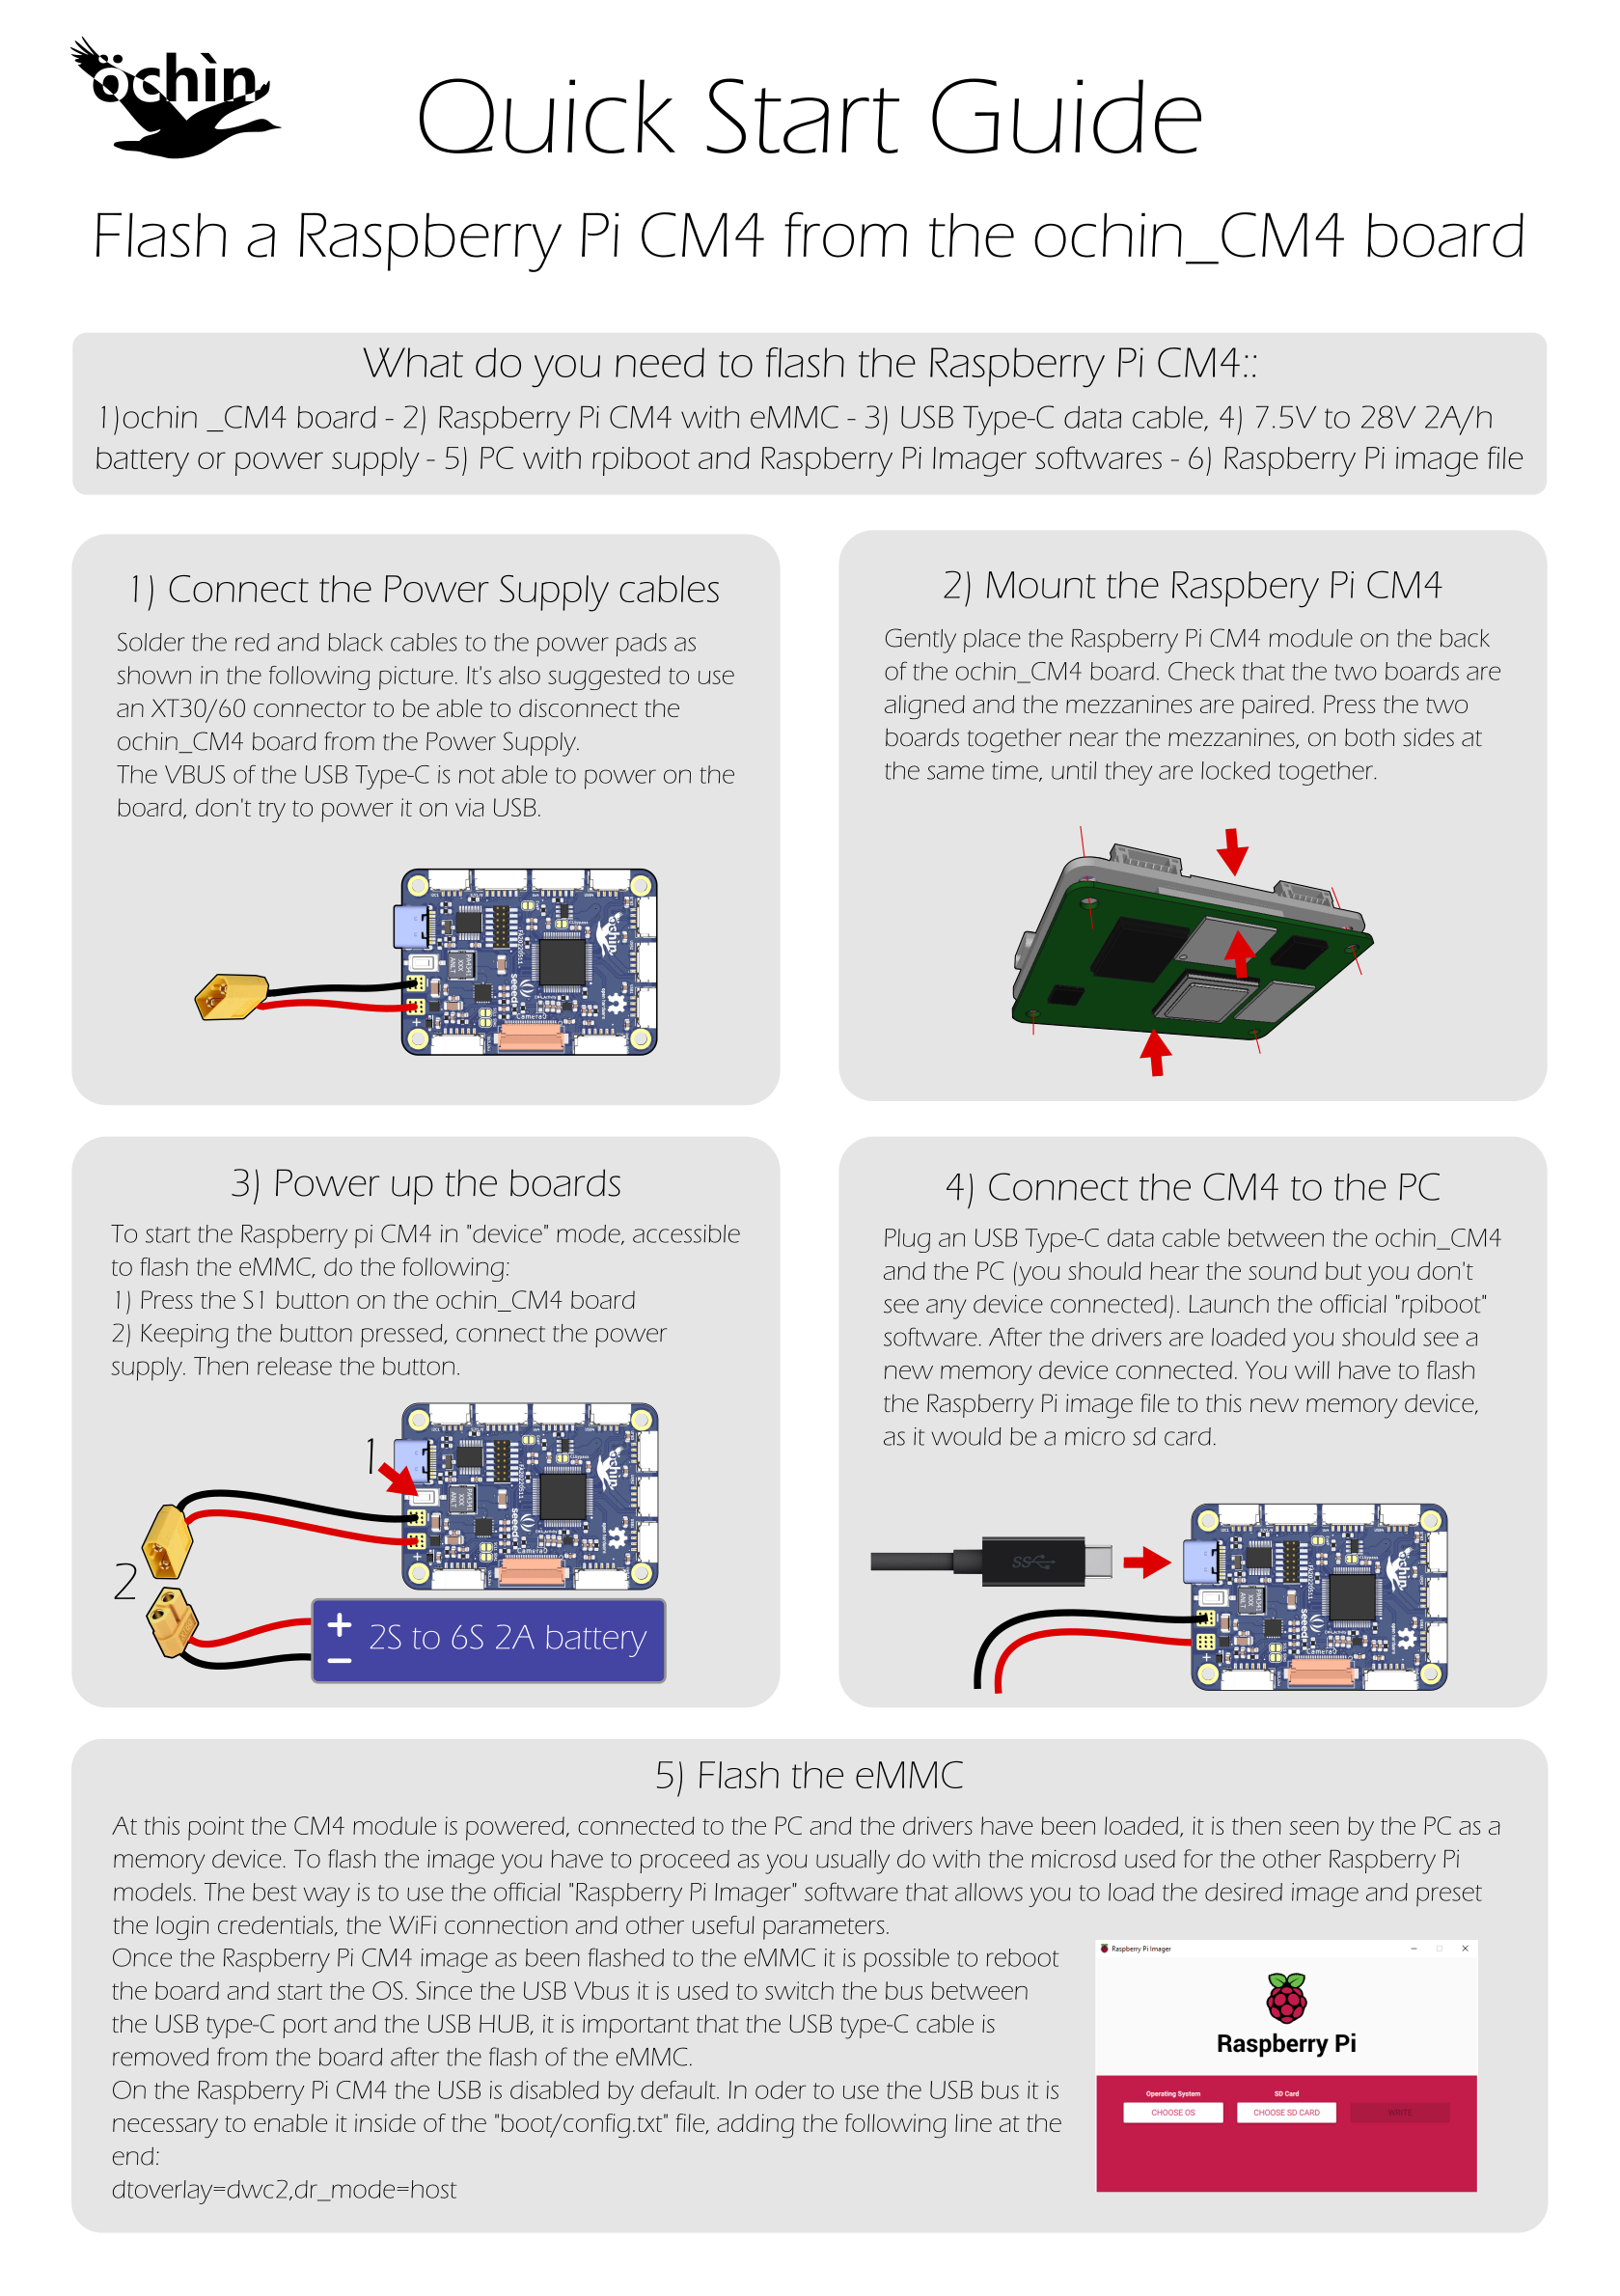 öchìn
Quick Start Guide
Flash a Raspberry Pi CM4 from the ochin_CM4 board
What do you need to flash the Raspberry Pi CM4::
1)ochin _CM4 board - 2) Raspberry Pi CM4 with eMMC - 3) USB Type-C data cable, 4) 7.5V to 28V 2A/h
battery or power supply - 5) PC with rpiboot and Raspberry Pi Imager softwares - 6) Raspberry Pi image file
1) Connect the Power Supply cables
Solder the red and black cables to the power pads as
shown in the following picture. It's also suggested to use
an XT30/60 connector to be able to disconnect the
ochin_CM4 board from the Power Supply.
The VBUS of the USB Type-C is not able to power on the
board, don't try to power it on via USB.
ochin
Seeed
Camera0
+
2) Mount the Raspbery Pi CM4
Gently place the Raspberry Pi CM4 module on the back
of the ochin_CM4 board. Check that the two boards are
aligned and the mezzanines are paired. Press the two
boards together near the mezzanines, on both sides at
the same time, until they are locked together.
3) Power up the boards
To start the Raspberry pi CM4 in "device" mode, accessible
to flash the eMMC, do the following:
1) Press the S1 button on the ochin_CM4 board
2) Keeping the button pressed, connect the power
supply. Then release the button.
1
2
ochin
Seeed
Camera0
+
+
2S to 6S 2A battery
−
4) Connect the CM4 to the PC
Plug an USB Type-C data cable between the ochin_CM4
and the PC (you should hear the sound but you don't
see any device connected). Launch the official "rpiboot"
software. After the drivers are loaded you should see a
new memory device connected. You will have to flash
the Raspberry Pi image file to this new memory device,
as it would be a micro sd card.
SS
ochin
Seeed
Camera0
+
5) Flash the eMMC
At this point the CM4 module is powered, connected to the PC and the drivers have been loaded, it is then seen by the PC as a
memory device. To flash the image you have to proceed as you usually do with the microsd used for the other Raspberry Pi
models. The best way is to use the official "Raspberry Pi Imager" software that allows you to load the desired image and preset
the login credentials, the WiFi connection and other useful parameters.
Once the Raspberry Pi CM4 image as been flashed to the eMMC it is possible to reboot
the board and start the OS. Since the USB Vbus it is used to switch the bus between
the USB type-C port and the USB HUB, it is important that the USB type-C cable is
removed from the board after the flash of the eMMC.
On the Raspberry Pi CM4 the USB is disabled by default. In oder to use the USB bus it is
necessary to enable it inside of the "boot/config.txt" file, adding the following line at the
end:
dtoverlay=dwc2,dr_mode=host
Raspberry Pi Imager
Raspberry Pi
Operating System
SD Card
CHOOSE OS
CHOOSE SD CARD
WRITE